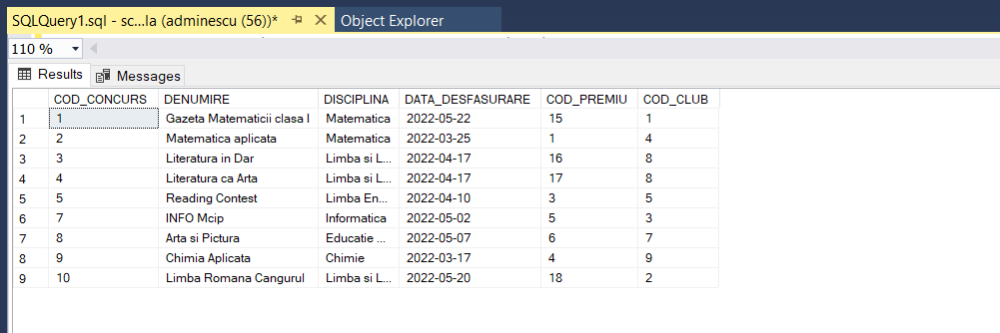 SQLQuery1.sql - sc...la (adminescu (56))* Object Explorer
110 %
Results Messages
COD_CONCURS DENUMIRE DISCIPLINA DATA_DESFASURARE COD_PREMIU COD_CLUB
1 1 Gazeta Matematicii clasa I Matematica 2022-05-22 15 1
2 2 Matematica aplicata Matematica 2022-03-25 1 4
3 3 Literatura in Dar Limba si L... 2022-04-17 16 8
4 4 Literatura ca Arta Limba si L... 2022-04-17 17 8
5 5 Reading Contest Limba En... 2022-04-10 3 5
6 7 INFO Mcip Informatica 2022-05-02 5 3
7 8 Arta si Pictura Educatie ... 2022-05-07 6 7
8 9 Chimia Aplicata Chimie 2022-03-17 4 9
9 10 Limba Romana Cangurul Limba si L... 2022-05-20 18 2